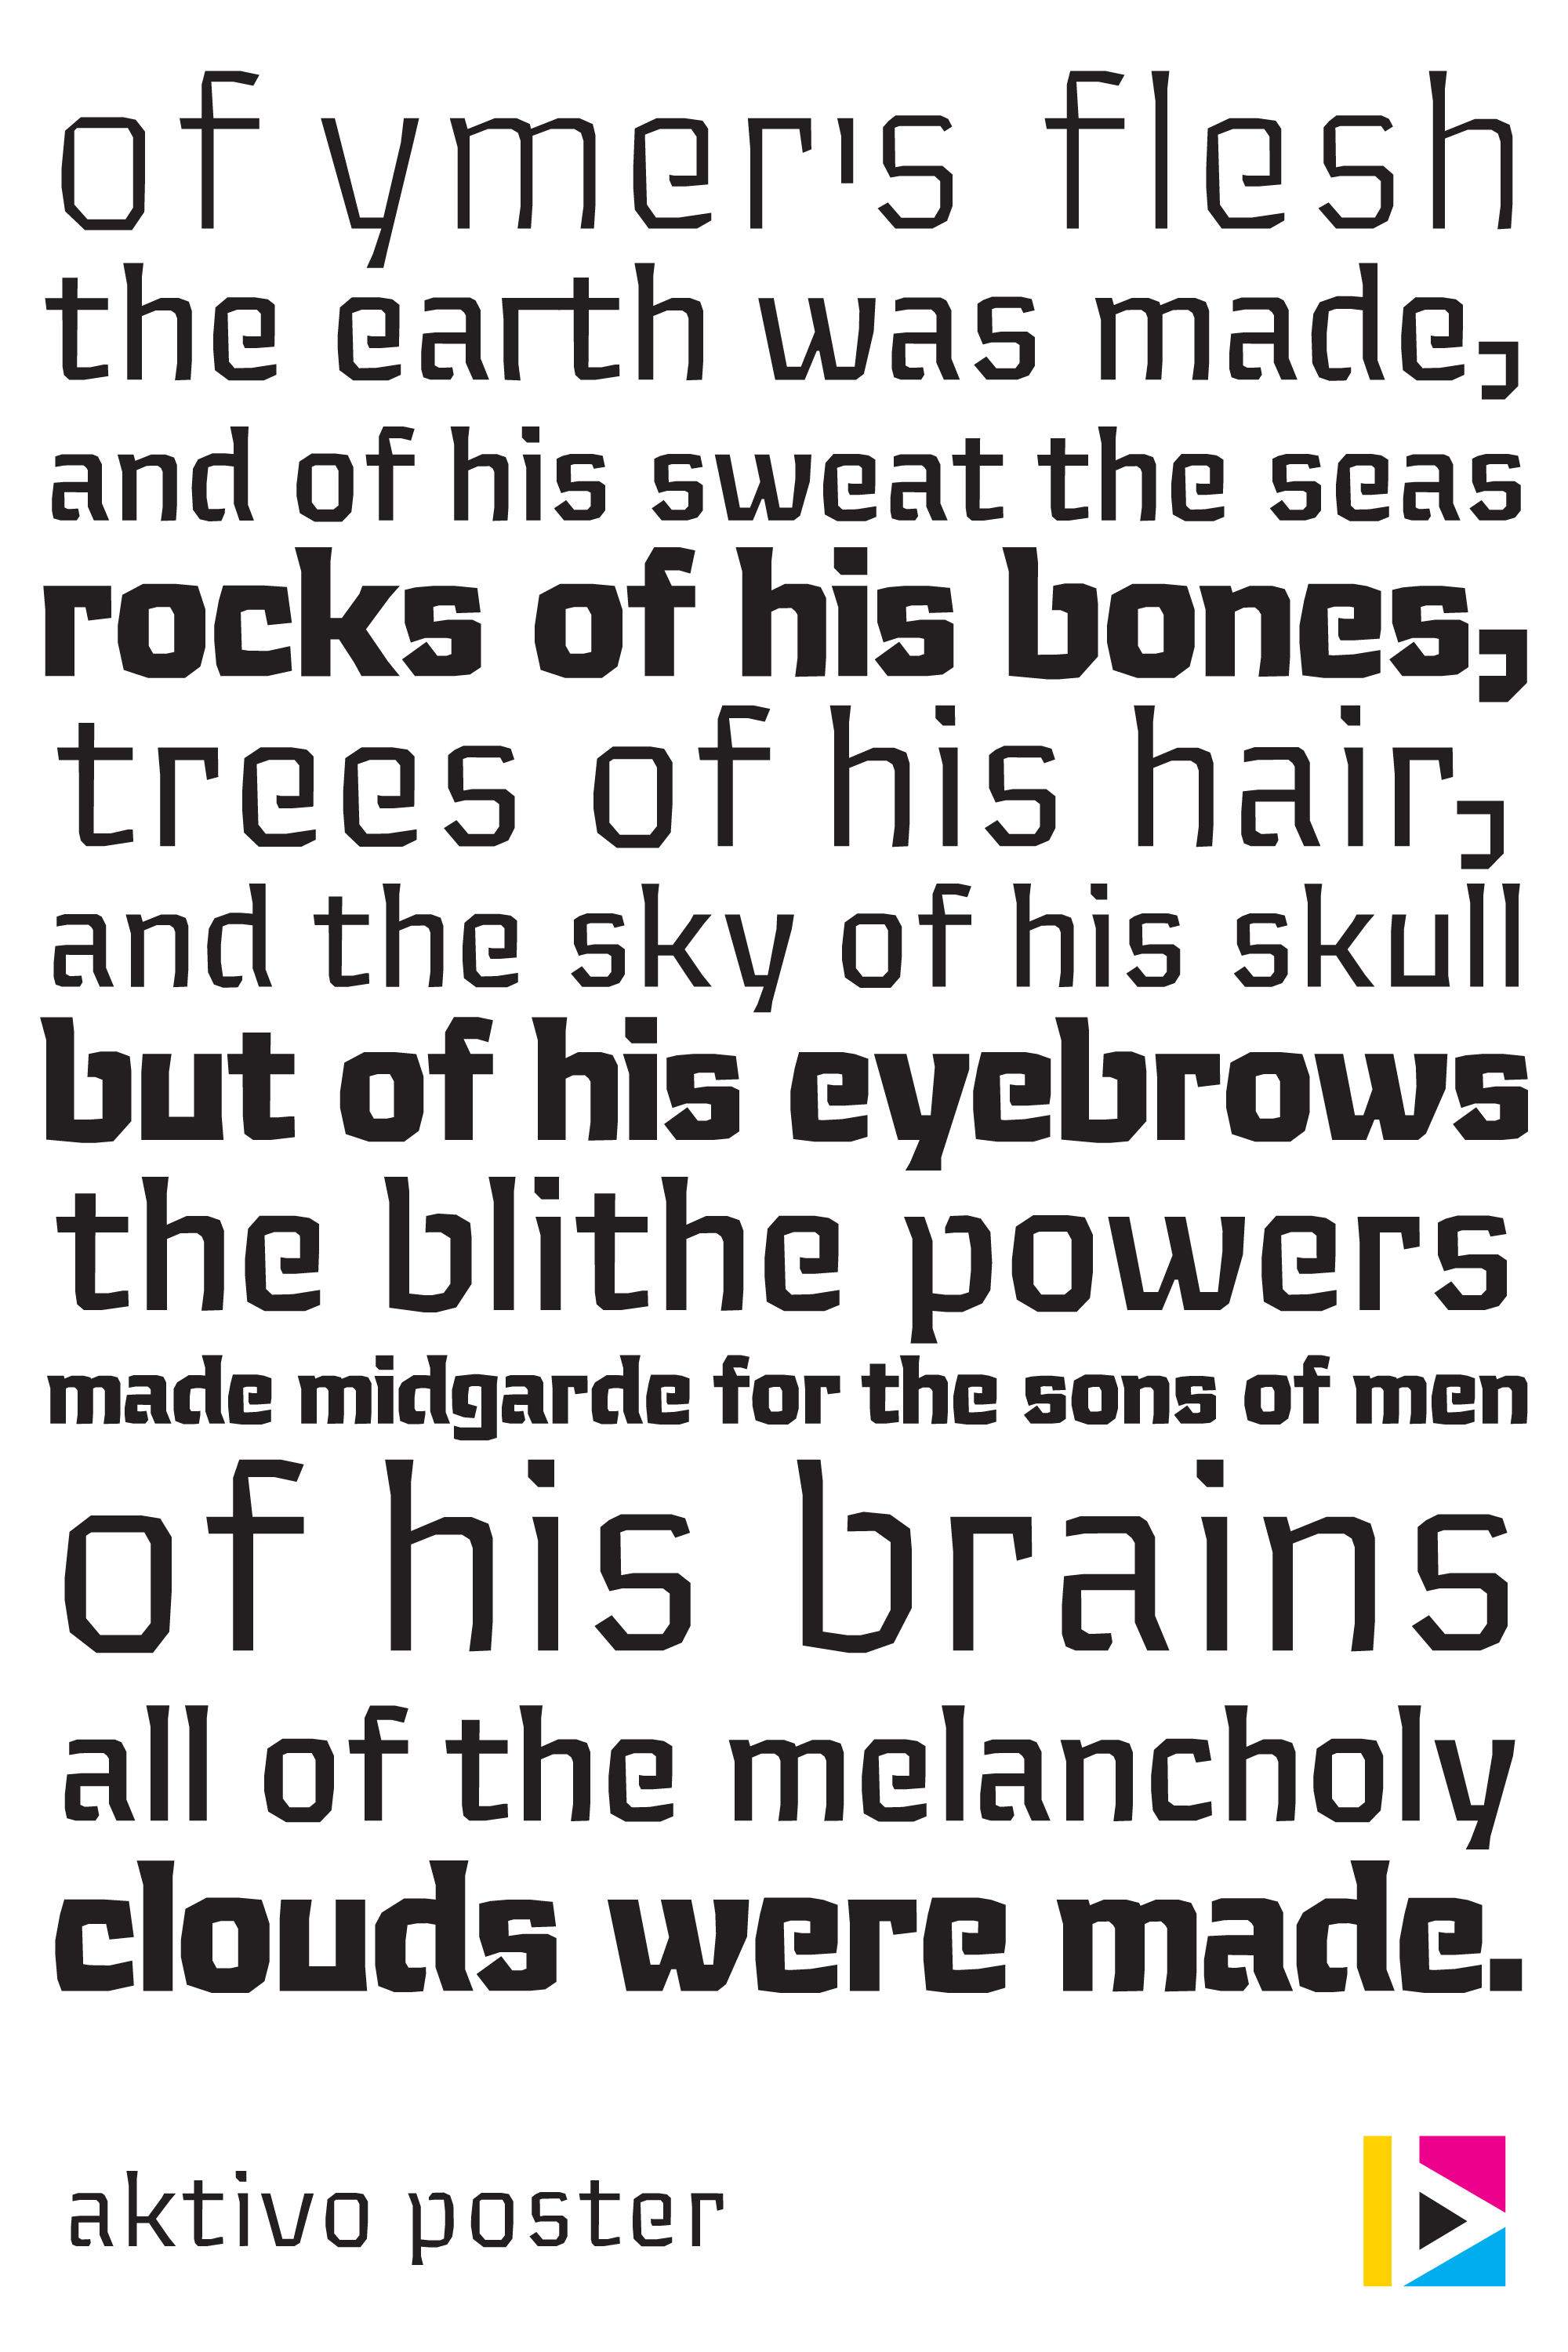 of ymer's flesh
the earth was made,
and of his sweat the seas
rocks of his bones,
trees of his hair,
and the sky of his skull
but of his eyebrows
the blithe powers
made midgarde for the sons of men
of his brains
all of the melancholy
clouds were made.
aktivo poster